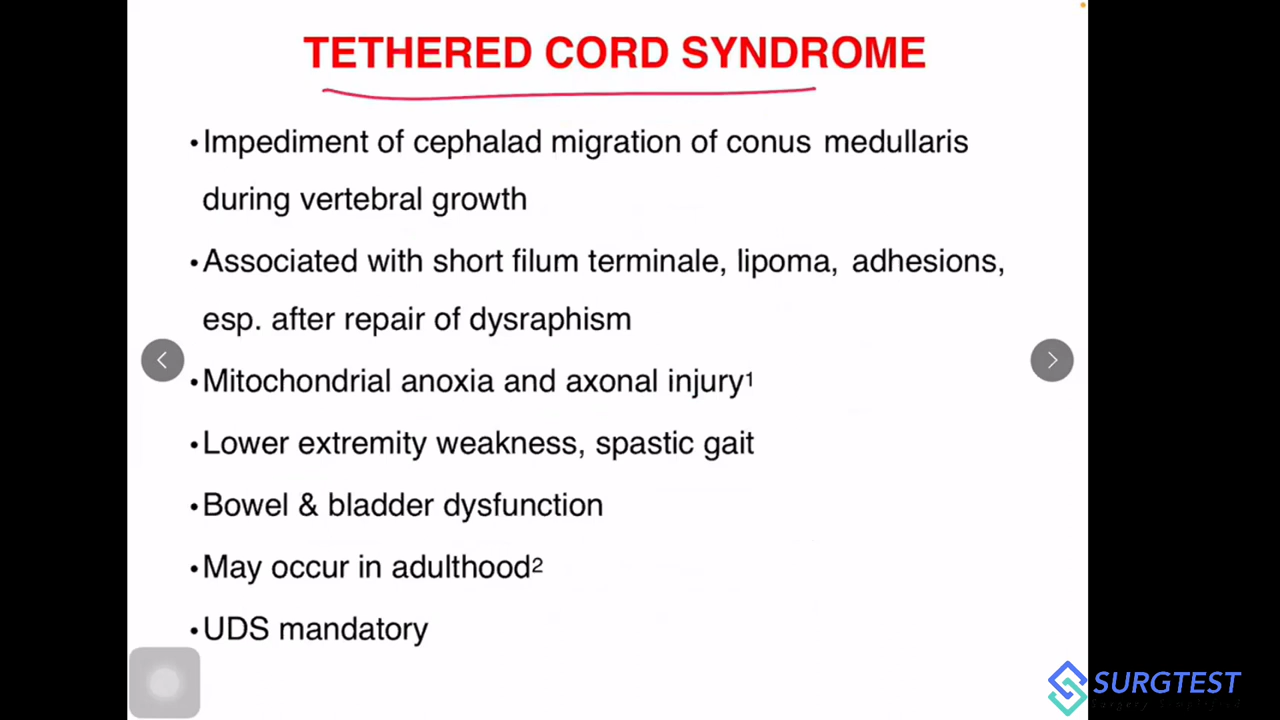 TETHERED CORD SYNDROME
•Impediment of cephalad migration of conus medullaris
during vertebral growth
•Associated with short filum terminale, lipoma, adhesions,
esp. after repair of dysraphism
•Mitochondrial anoxia and axonal injury¹
•Lower extremity weakness, spastic gait
•Bowel & bladder dysfunction
•May occur in adulthood²
•UDS mandatory
SURGTEST
Surgery Simplified